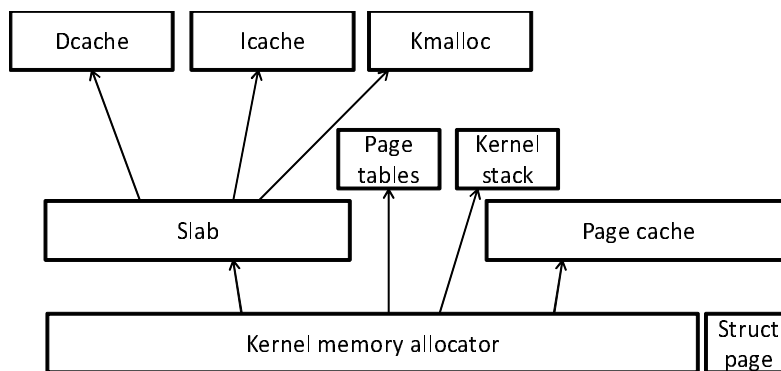 Dcache
Icache
Kmalloc
Page
tables
Kernel
stack
Slab
Page cache
Kernel memory allocator
Struct
page